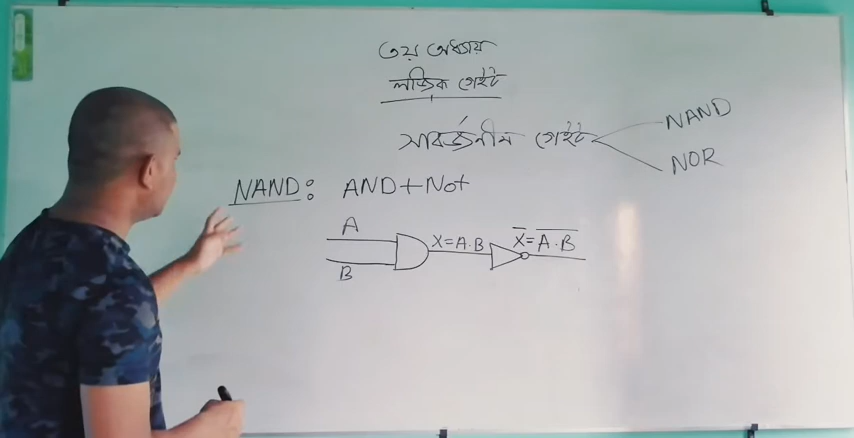 ৩য় অধ্যায়
লজিক গেইট
সার্বজনীন গেইট
NAND
NOR
NAND: AND+Not
A
B
X=A.B
X̅=A̅.̅B̅